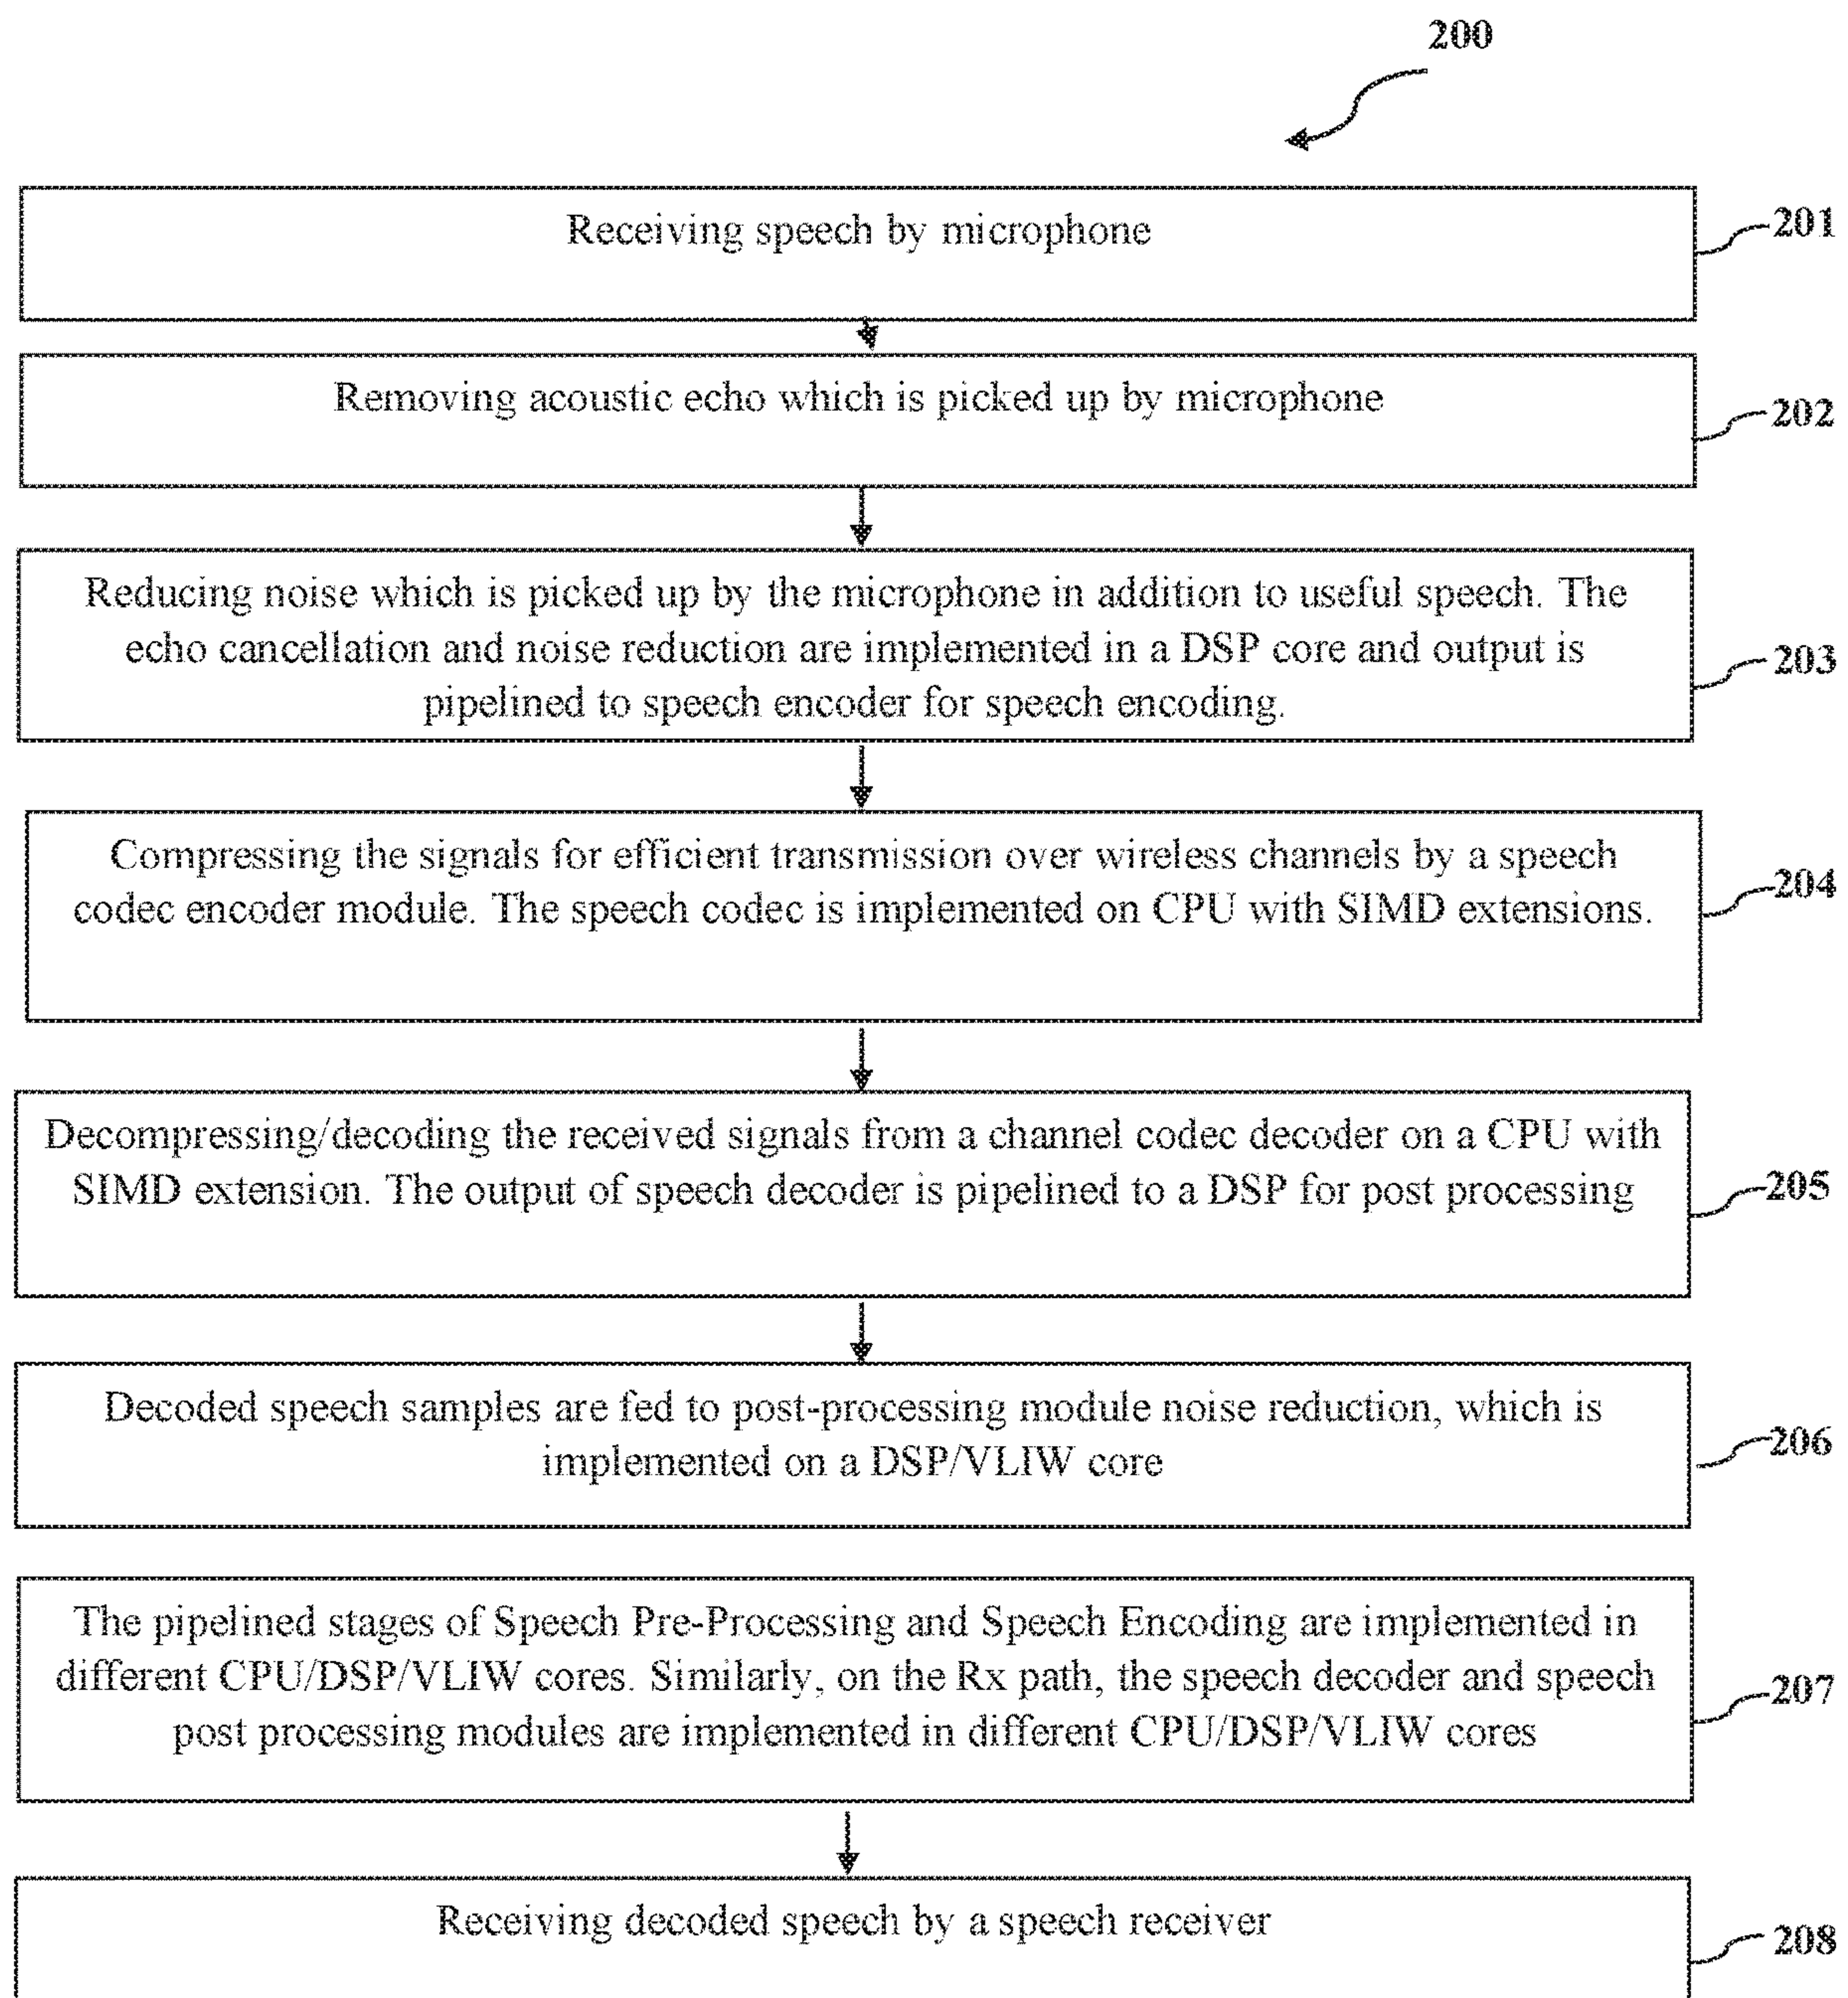 200
Receiving speech by microphone
201
Removing acoustic echo which is picked up by microphone
202
Reducing noise which is picked up by the microphone in addition to useful speech. The
echo cancellation and noise reduction are implemented in a DSP core and output is
pipelined to speech encoder for speech encoding.
203
Compressing the signals for efficient transmission over wireless channels by a speech
codec encoder module. The speech codec is implemented on CPU with SIMD extensions.
204
Decompressing/decoding the received signals from a channel codec decoder on a CPU with
SIMD extension. The output of speech decoder is pipelined to a DSP for post processing
205
Decoded speech samples are fed to post-processing module noise reduction, which is
implemented on a DSP/VLIW core
206
The pipelined stages of Speech Pre-Processing and Speech Encoding are implemented in
different CPU/DSP/VLIW cores. Similarly, on the Rx path, the speech decoder and speech
post processing modules are implemented in different CPU/DSP/VLIW cores
207
Receiving decoded speech by a speech receiver
208